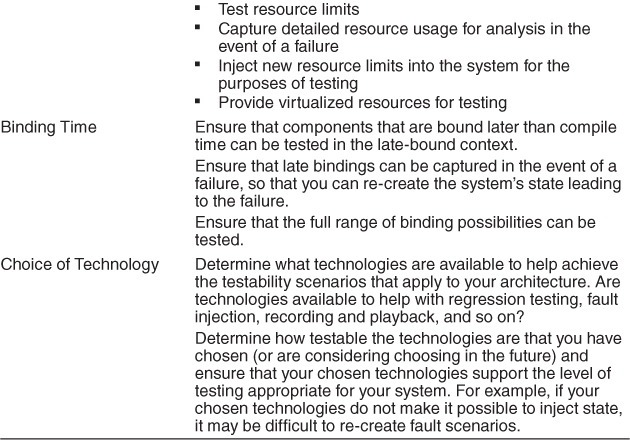 ▪ Test resource limits
▪ Capture detailed resource usage for analysis in the
event of a failure
▪ Inject new resource limits into the system for the
purposes of testing
▪ Provide virtualized resources for testing
Binding Time Ensure that components that are bound later than compile
time can be tested in the late-bound context.
Ensure that late bindings can be captured in the event of a
failure, so that you can re-create the system's state leading
to the failure.
Ensure that the full range of binding possibilities can be
tested.
Choice of Technology Determine what technologies are available to help achieve
the testability scenarios that apply to your architecture. Are
technologies available to help with regression testing, fault
injection, recording and playback, and so on?
Determine how testable the technologies are that you have
chosen (or are considering choosing in the future) and
ensure that your chosen technologies support the level of
testing appropriate for your system. For example, if your
chosen technologies do not make it possible to inject state,
it may be difficult to re-create fault scenarios.